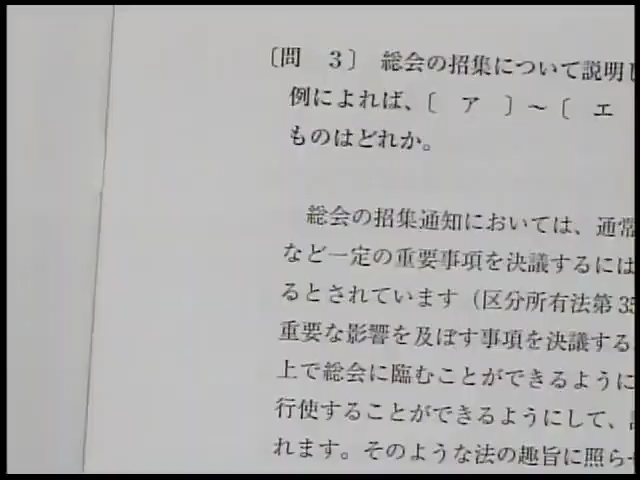 〔問 3〕 総会の招集について説明し
例によれば、〔 ア 〕～〔 エ
ものはどれか。
総会の招集通知においては、通常
など一定の重要事項を決議するには
るとされています（区分所有法第35
重要な影響を及ぼす事項を決議する
上で総会に臨むことができるように
行使することができるようにして、
れます。そのような法の趣旨に照らせ